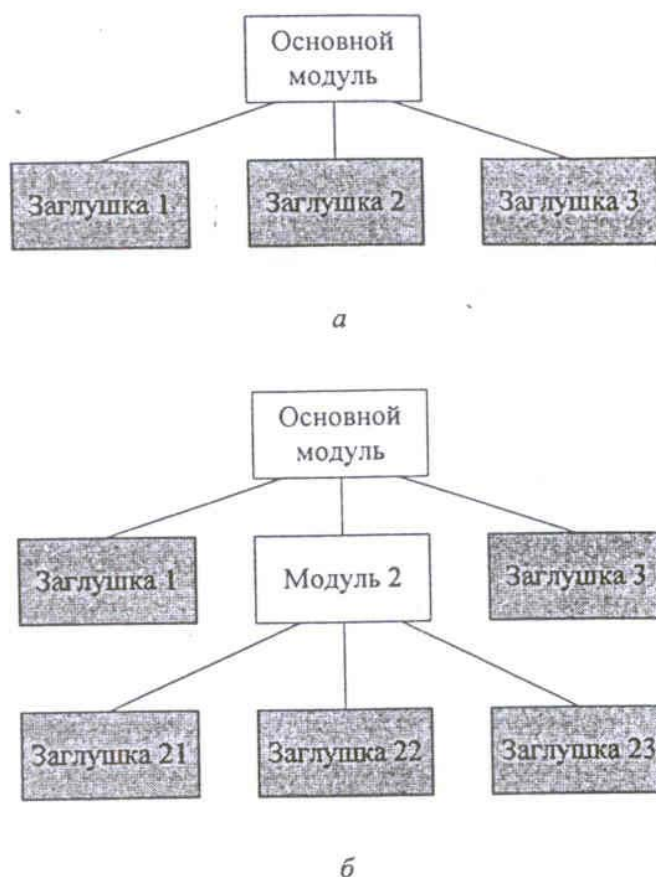 Основной
модуль
Заглушка 1
Заглушка 2
Заглушка 3
а
Основной
модуль
Заглушка 1
Модуль 2
Заглушка 3
Заглушка 21
Заглушка 22
Заглушка 23
б